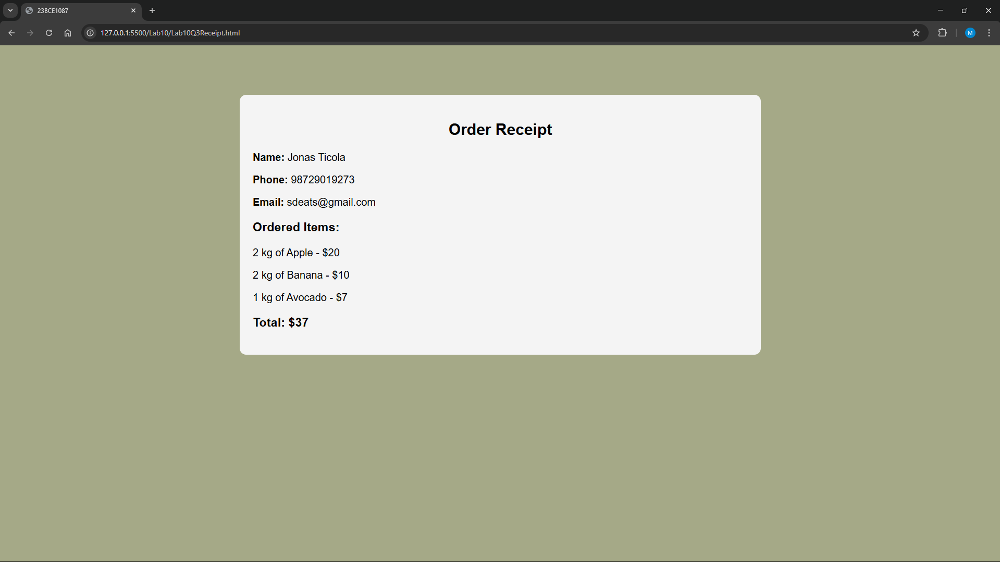 23BCE1087
127.0.0.1:5500/Lab10/Lab10Q3Receipt.html
M
Order Receipt
Name: Jonas Ticola
Phone: 98729019273
Email: sdeats@gmail.com
Ordered Items:
2 kg of Apple - $20
2 kg of Banana - $10
1 kg of Avocado - $7
Total: $37